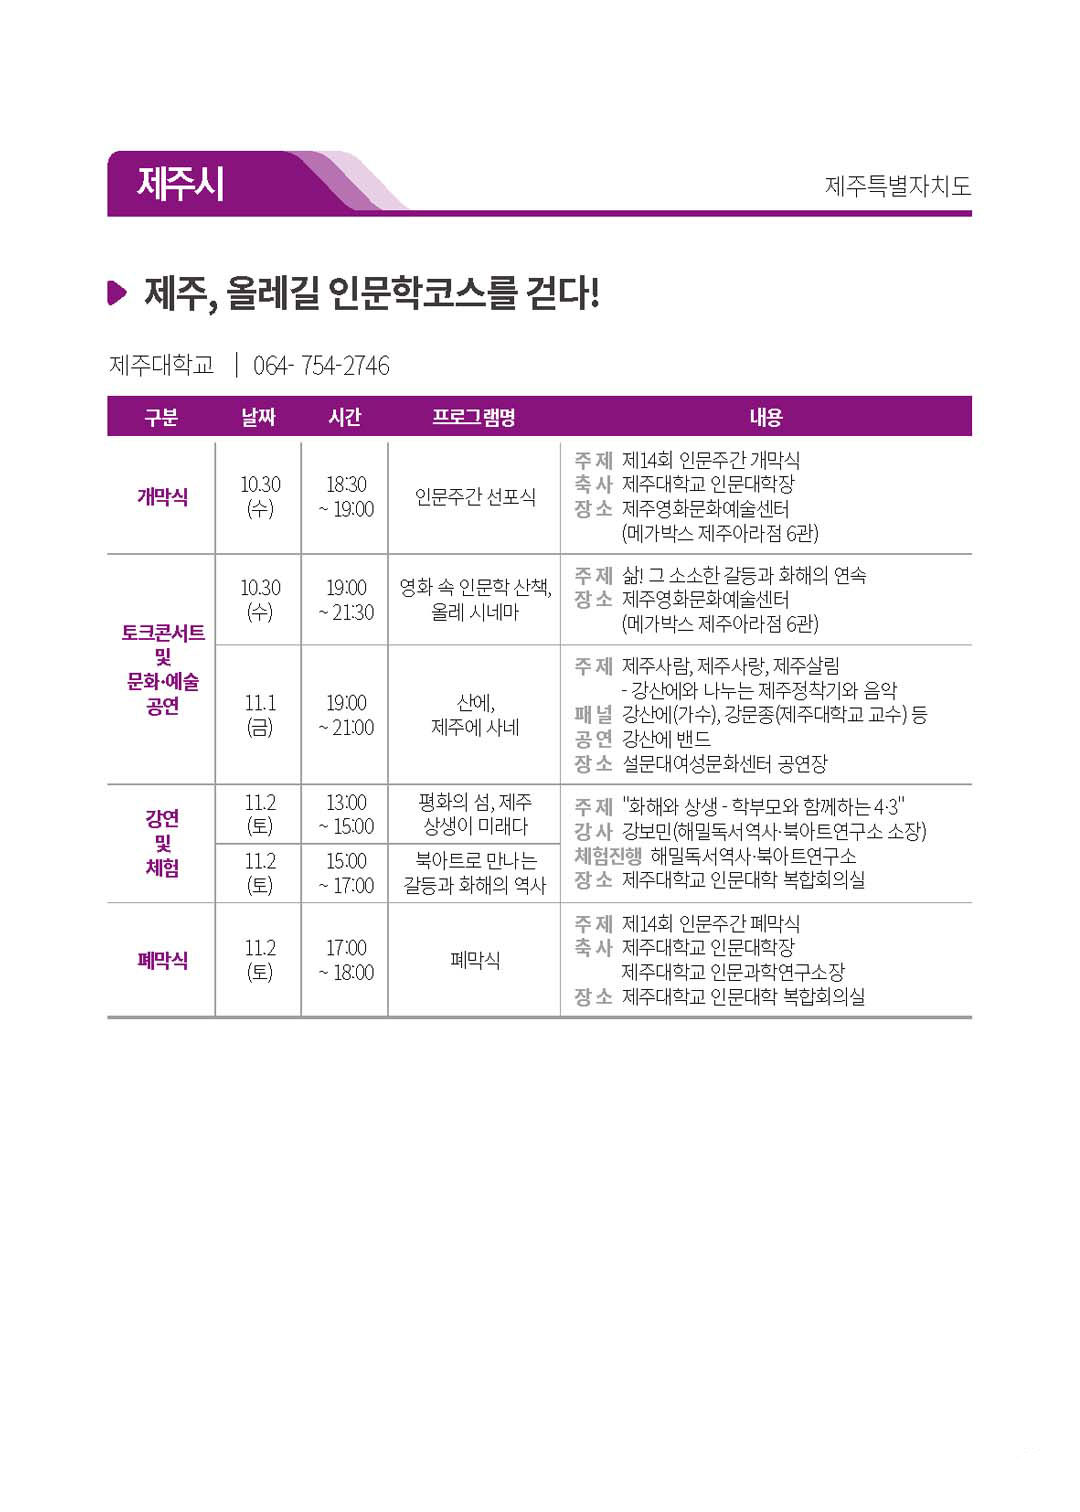 제주시
제주특별자치도
제주, 올레길 인문학코스를 걷다!
제주대학교 | 064- 754-2746
구분 날짜 시간 프로그램명 내용
개막식
10.30
(수)
18:30
~ 19:00
인문주간 선포식
주 제 제14회 인문주간 개막식
축 사 제주대학교 인문대학장
장 소 제주영화문화예술센터
(메가박스 제주아라점 6관)
토크콘서트
및
문화·예술
공연
10.30
(수)
19:00
~ 21:30
영화 속 인문학 산책,
올레 시네마
주 제 삶! 그 소소한 갈등과 화해의 연속
장 소 제주영화문화예술센터
(메가박스 제주아라점 6관)
11.1
(금)
19:00
~ 21:00
산에,
제주에 사네
주 제 제주사람, 제주사랑, 제주살림
- 강산에와 나누는 제주정착기와 음악
패 널 강산에(가수), 강문종(제주대학교 교수) 등
공 연 강산에 밴드
장 소 설문대여성문화센터 공연장
강연
및
체험
11.2
(토)
13:00
~ 15:00
평화의 섬, 제주
상생이 미래다
11.2
(토)
15:00
~ 17:00
북아트로 만나는
갈등과 화해의 역사
주 제 "화해와 상생 - 학부모와 함께하는 4·3"
강 사 강보민(해밀독서역사·북아트연구소 소장)
체험진행 해밀독서역사·북아트연구소
장 소 제주대학교 인문대학 복합회의실
폐막식
11.2
(토)
17:00
~ 18:00
폐막식
주 제 제14회 인문주간 폐막식
축 사 제주대학교 인문대학장
제주대학교 인문과학연구소장
장 소 제주대학교 인문대학 복합회의실